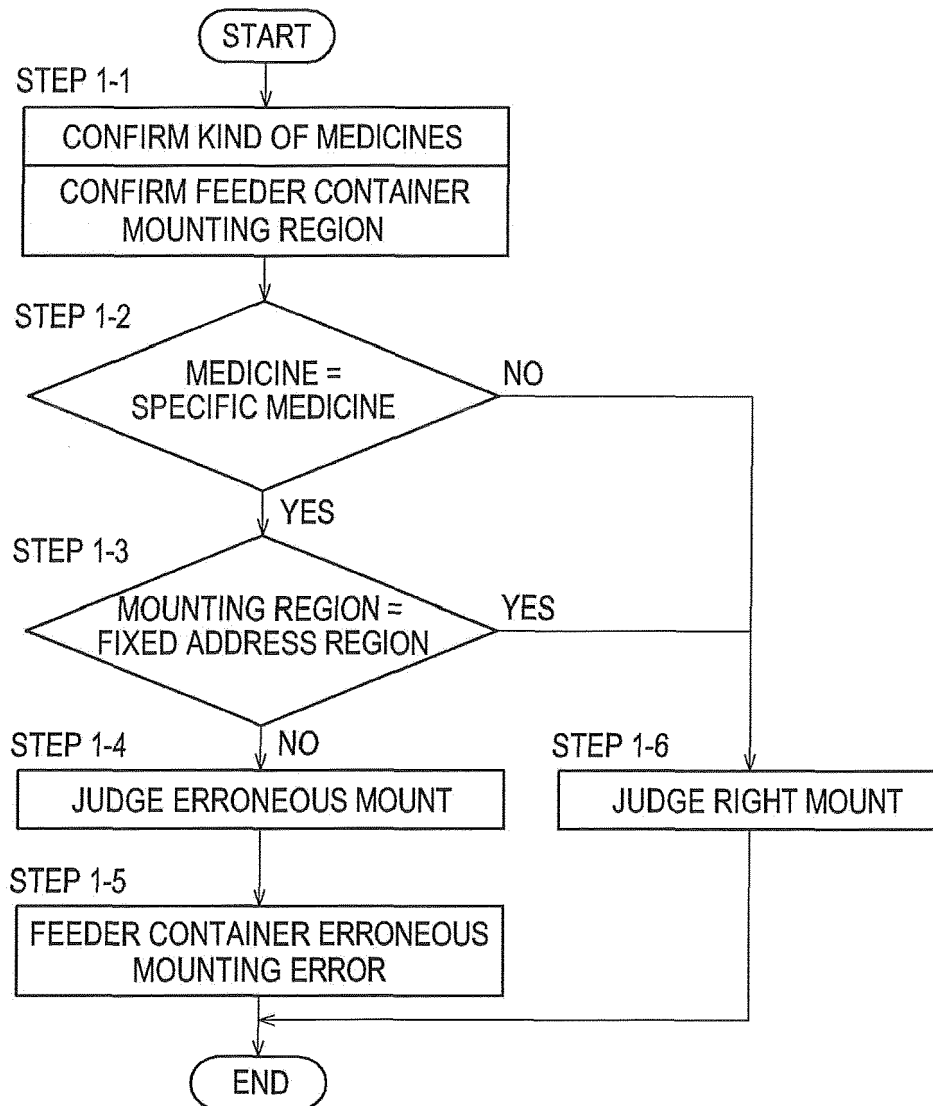 START
STEP 1-1
CONFIRM KIND OF MEDICINES
CONFIRM FEEDER CONTAINER
MOUNTING REGION
STEP 1-2
MEDICINE =
SPECIFIC MEDICINE
NO
YES
STEP 1-3
MOUNTING REGION =
FIXED ADDRESS REGION
YES
NO
STEP 1-4
JUDGE ERRONEOUS MOUNT
STEP 1-6
JUDGE RIGHT MOUNT
STEP 1-5
FEEDER CONTAINER ERRONEOUS
MOUNTING ERROR
END